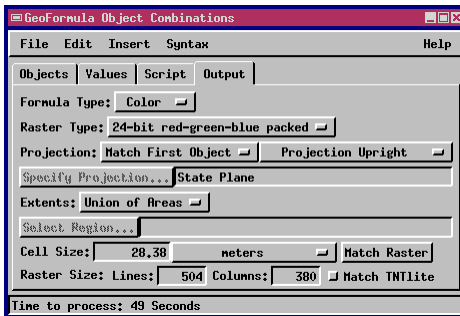 GeoFormula Object Combinations
File Edit Insert Syntax Help
Objects Values Script Output
Formula Type: Color
Raster Type: 24-bit red-green-blue packed
Projection: Match First Object Projection Upright
Specify Projection... State Plane
Extents: Union of Areas
Select Region...
Cell Size: 28.38 meters Match Raster
Raster Size: Lines: 504 Columns: 380 Match TNTlite
Time to process: 49 Seconds